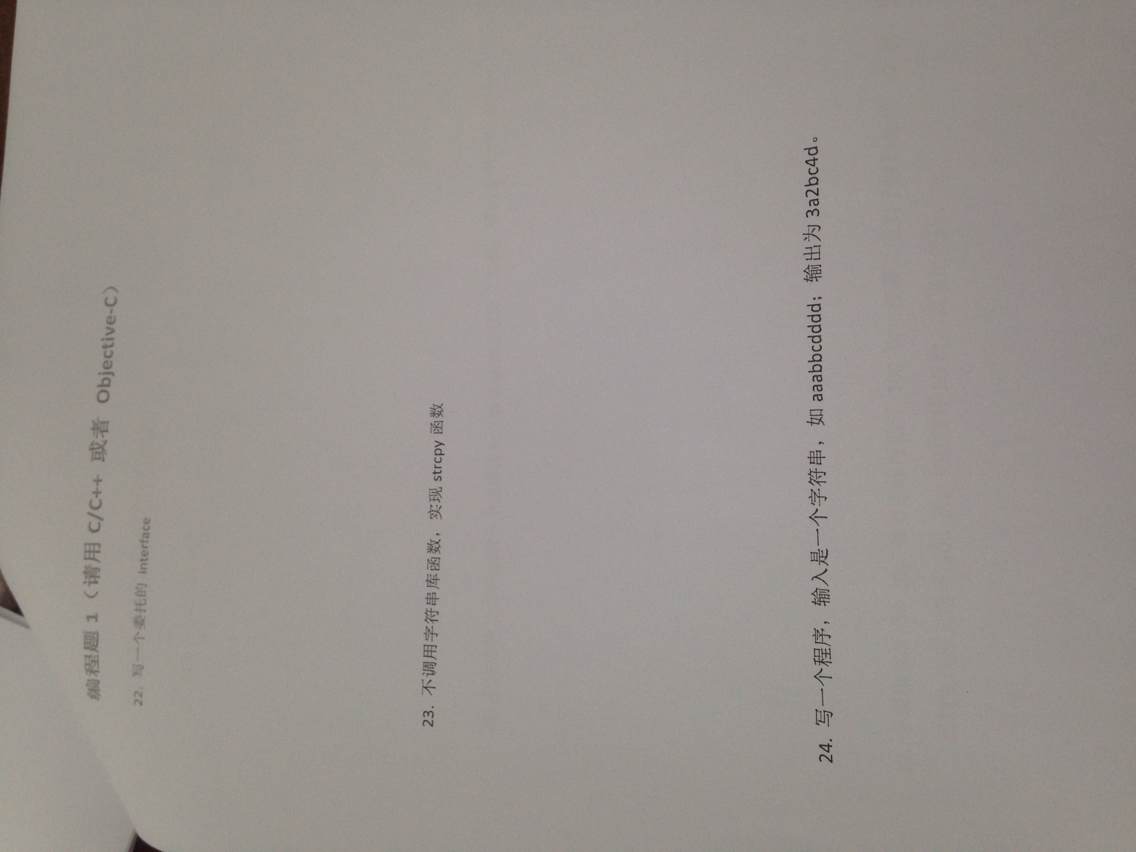 编程题 1（请用 C/C++ 或者 Objective-C）
22. 写一个委托的 interface
23. 不调用字符串库函数，实现 strcpy 函数
24. 写一个程序，输入是一个字符串，如 aaabbcdddd；输出为 3a2bc4d。